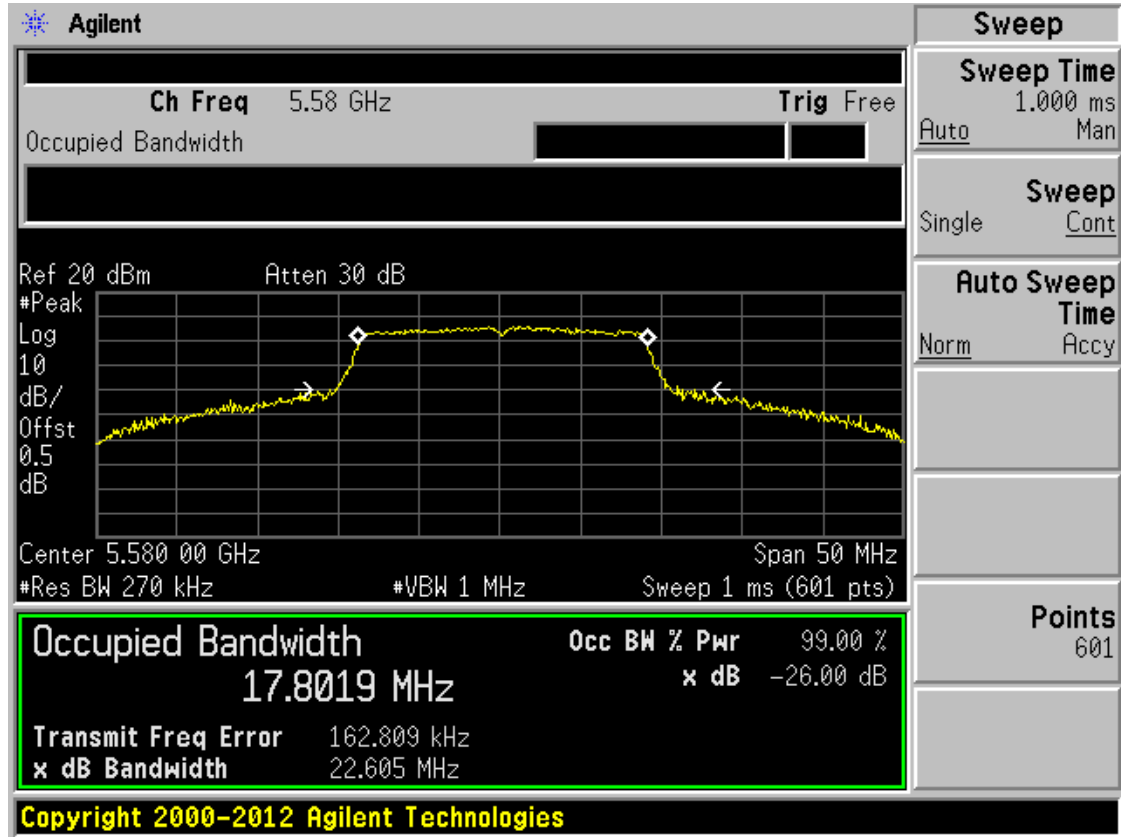 Agilent
Sweep
Ch Freq 5.58 GHz Trig Free
Occupied Bandwidth
Sweep Time
1.000 ms
Auto Man
Sweep
Single Cont
Auto Sweep
Time
Norm Accy
Points
601
Ref 20 dBm Atten 30 dB
#Peak
Log
10
dB/
Offst
0.5
dB
Center 5.580 00 GHz Span 50 MHz
#Res BW 270 kHz #VBW 1 MHz Sweep 1 ms (601 pts)
Occupied Bandwidth
17.8019 MHz
Occ BW % Pwr 99.00 %
x dB -26.00 dB
Transmit Freq Error 162.809 kHz
x dB Bandwidth 22.605 MHz
Copyright 2000-2012 Agilent Technologies